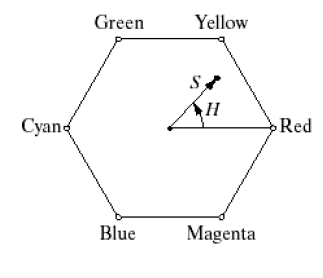 Green Yellow
S
H
Cyan Red
Blue Magenta